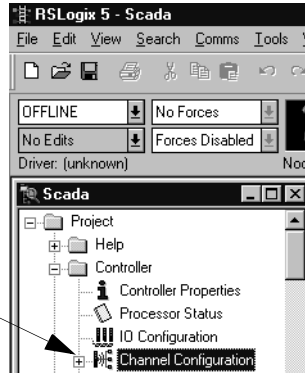 RSLogix 5 - Scada
File Edit View Search Comms Tools
OFFLINE No Forces
No Edits Forces Disabled
Driver: (unknown)
Scada
Project
Help
Controller
Controller Properties
Processor Status
IO Configuration
Channel Configuration